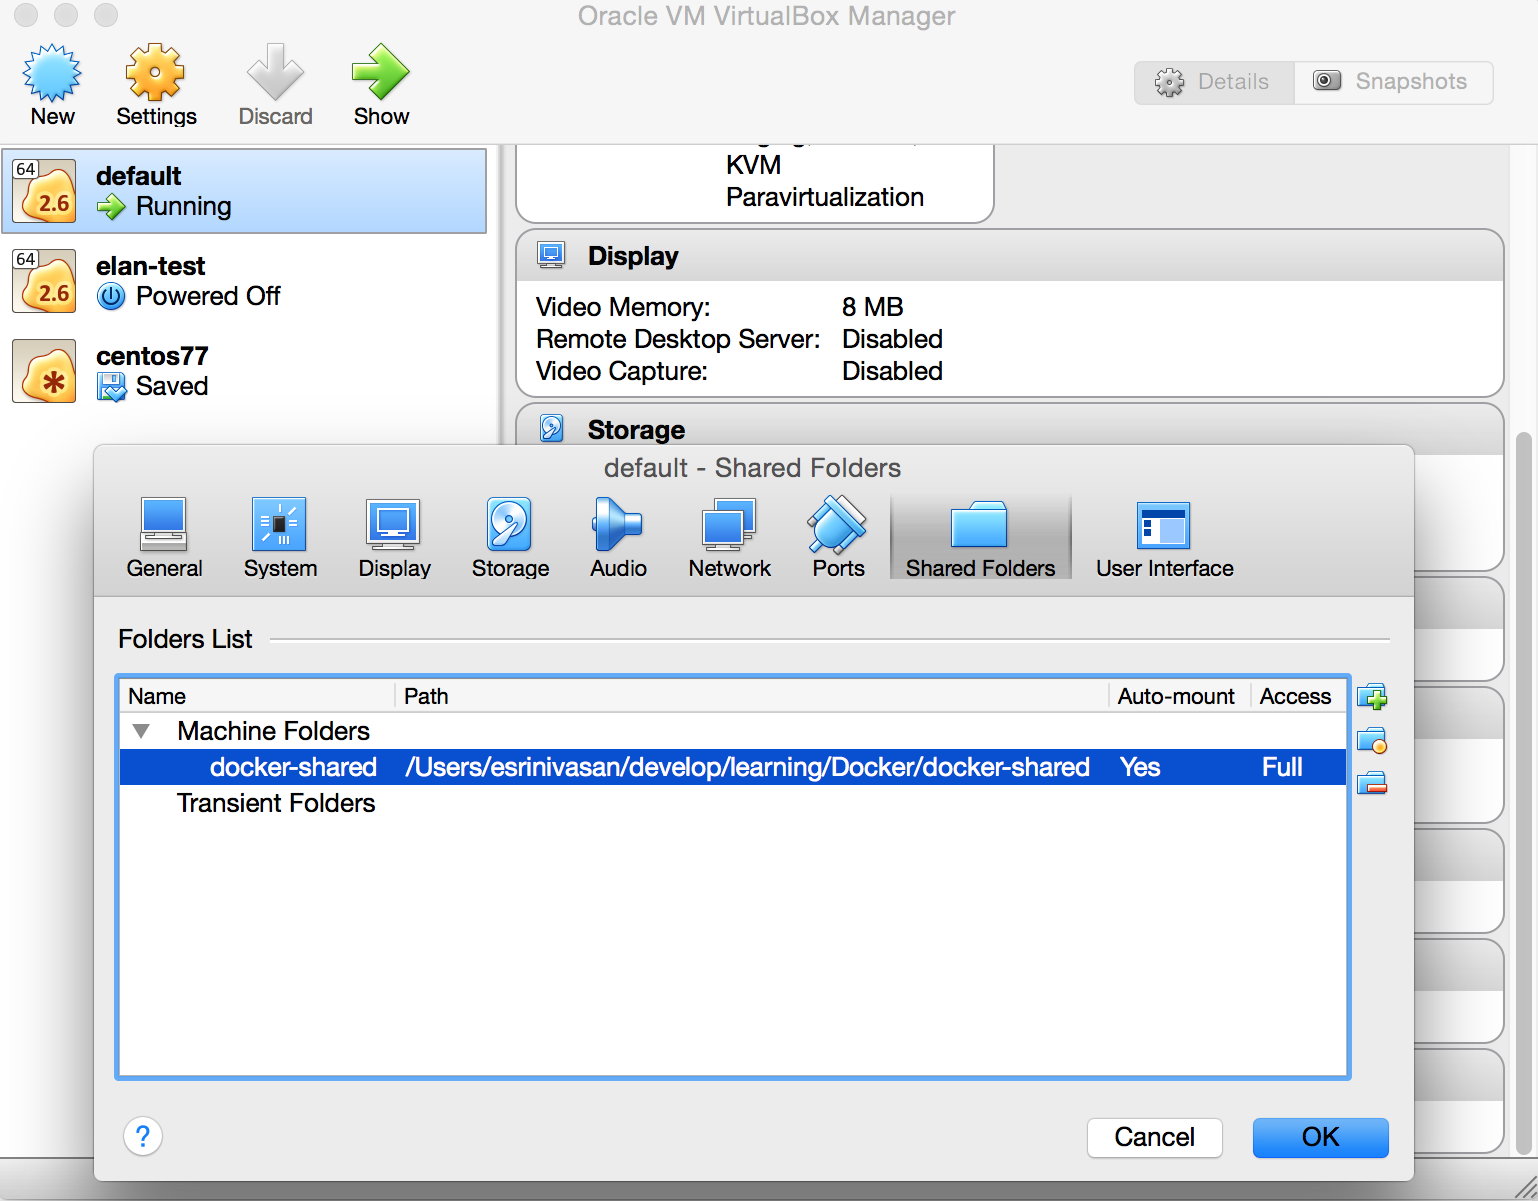 Oracle VM VirtualBox Manager
New
Settings
Discard
Show
Details
Snapshots
64
2.6
default
Running
64
2.6
elan-test
Powered Off
centos77
Saved
KVM
Paravirtualization
Display
Video Memory: 8 MB
Remote Desktop Server: Disabled
Video Capture: Disabled
Storage
default - Shared Folders
General
System
Display
Storage
Audio
Network
Ports
Shared Folders
User Interface
Folders List
Name Path Auto-mount Access
Machine Folders
docker-shared /Users/esrinivasan/develop/learning/Docker/docker-shared Yes Full
Transient Folders
?
Cancel
OK